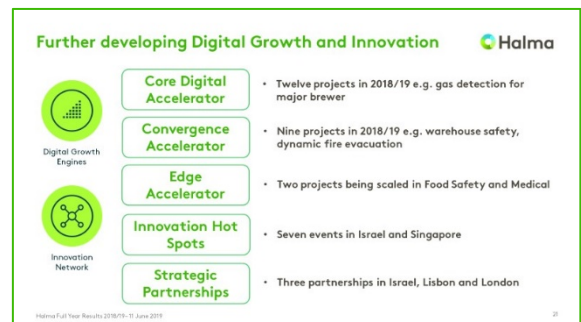 Further developing Digital Growth and Innovation
Halma
Digital Growth
Engines
Innovation
Network
Core Digital
Accelerator
• Twelve projects in 2018/19 e.g. gas detection for
major brewer
Convergence
Accelerator
• Nine projects in 2018/19 e.g. warehouse safety,
dynamic fire evacuation
Edge
Accelerator
• Two projects being scaled in Food Safety and Medical
Innovation Hot
Spots
• Seven events in Israel and Singapore
Strategic
Partnerships
• Three partnerships in Israel, Lisbon and London
Halma Full Year Results 2018/19- 11 June 2019
21